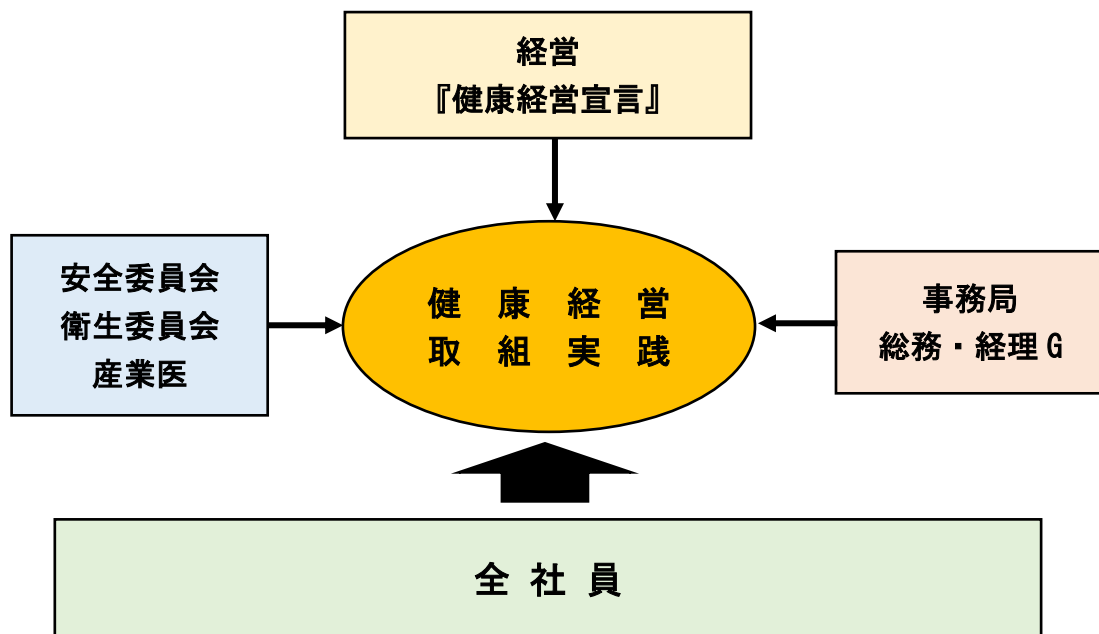 経営
『健康経営宣言』
安全委員会
衛生委員会
産業医
健 康 経 営
取 組 実 践
事務局
総務・経理G
全 社 員